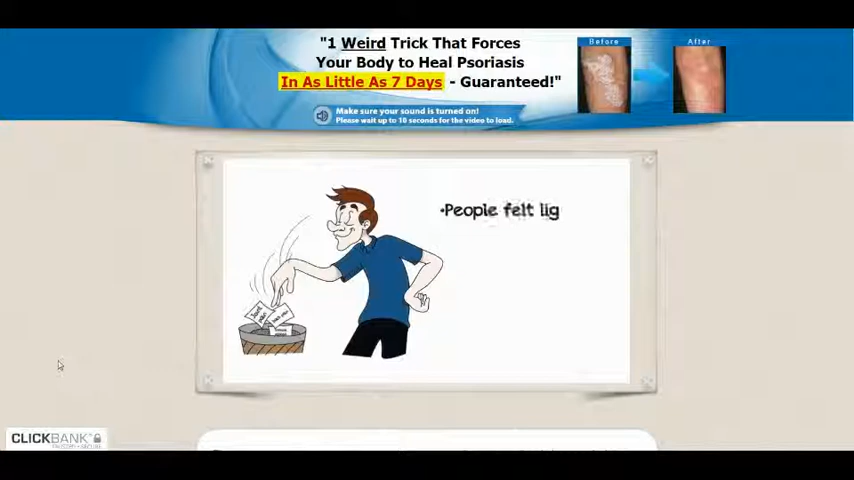 "1 Weird Trick That Forces
Your Body to Heal Psoriasis
In As Little As 7 Days - Guaranteed!"
Before
After
Make sure your sound is turned on!
Please wait up to 10 seconds for the video to load.
•People felt lig
CLICKBANK